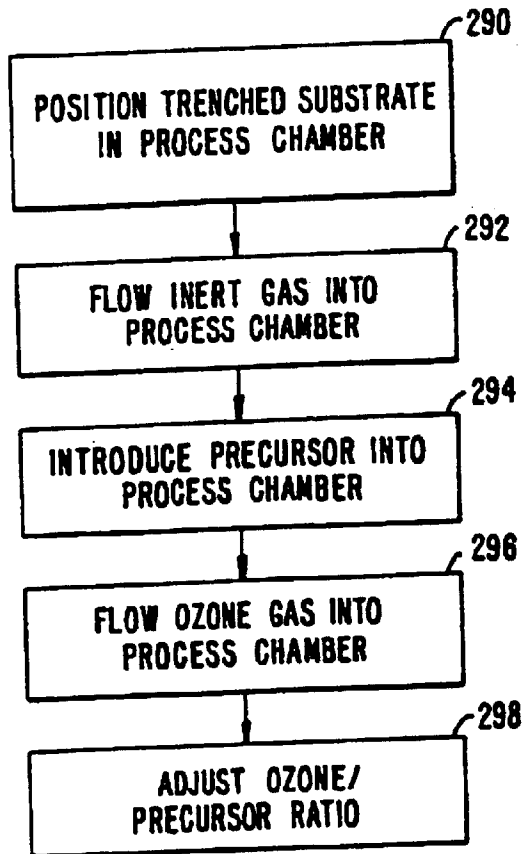 290
POSITION TRENCHED SUBSTRATE
IN PROCESS CHAMBER
292
FLOW INERT GAS INTO
PROCESS CHAMBER
294
INTRODUCE PRECURSOR INTO
PROCESS CHAMBER
296
FLOW OZONE GAS INTO
PROCESS CHAMBER
298
ADJUST OZONE/
PRECURSOR RATIO